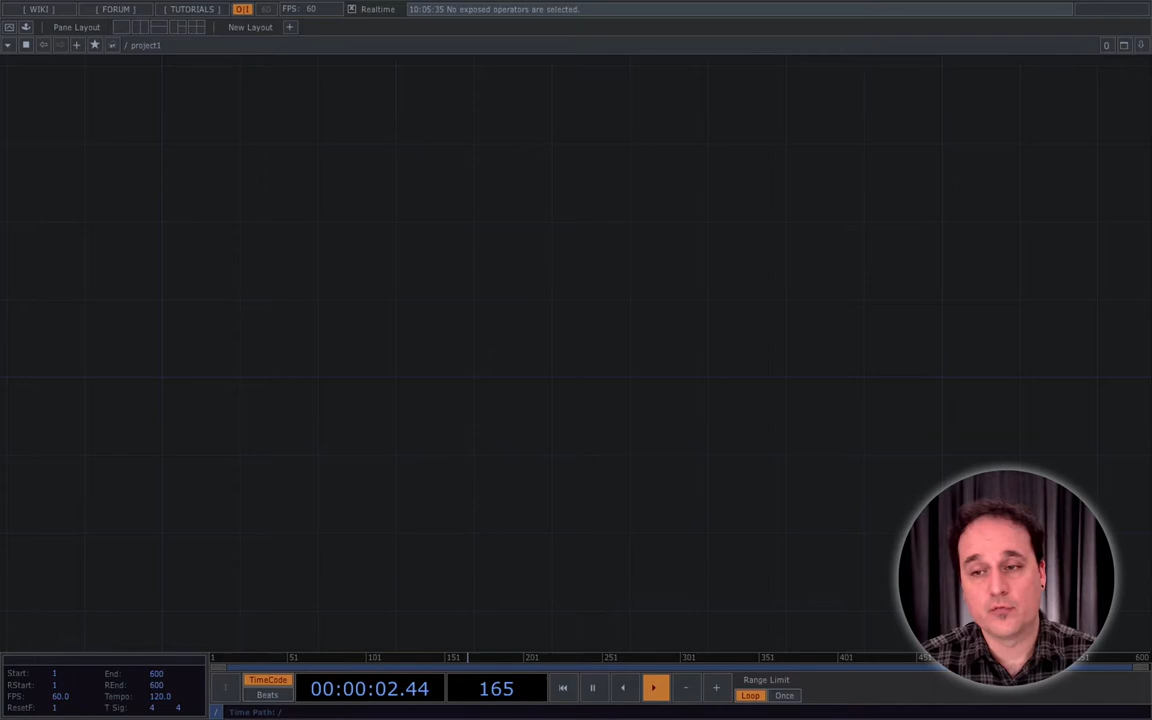 [ WIKI ] [ FORUM ] [ TUTORIALS ] O|I 60 FPS: 60 Realtime 10:05:35 No exposed operators are selected.
Pane Layout New Layout +
/ project1 0
1 51 101 151 201 251 301 351 401 451 600
Start: 1 End: 600
RStart: 1 REnd: 600
FPS: 60.0 Tempo: 120.0
ResetF: 1 T Sig: 4 4
TimeCode
Beats
00:00:02.44 165
- +
Range Limit
Loop Once
/ Time Path: /